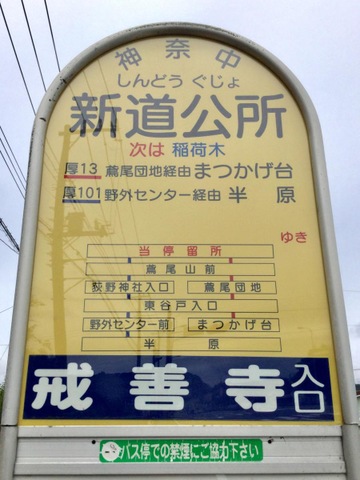 神奈中
しんどう ぐじょ
新道公所
次は 稲荷木
厚13 鳶尾団地経由 まつかげ台
厚101 野外センター経由 半原
ゆき
当停留所
鳶尾山前
荻野神社入口 鳶尾団地
東谷戸入口
野外センター前 まつかげ台
半原
戒善寺 入口
バス停での禁煙にご協力下さい